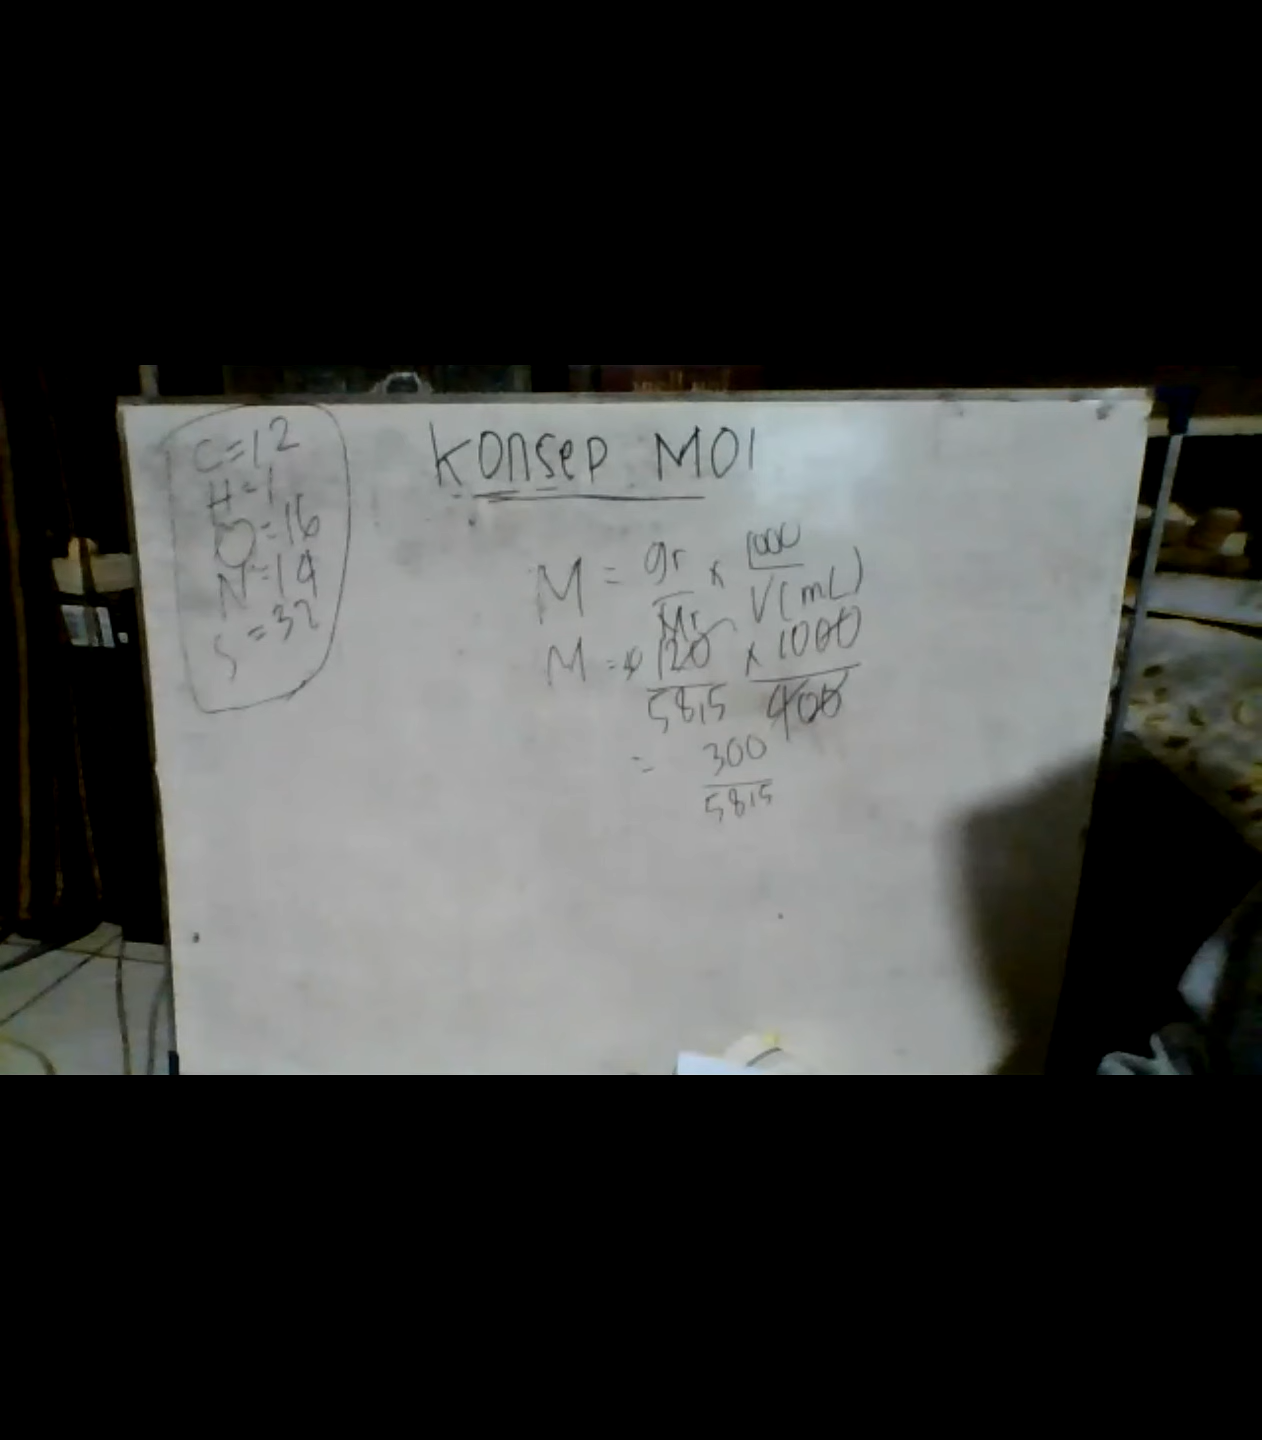 C=12
H=1
O=16
N=14
S=32
Konsep MOl
M = gr/Mr x 1000/V(mL)
M = 120/58,5 x 1000/400
= 300/58,5